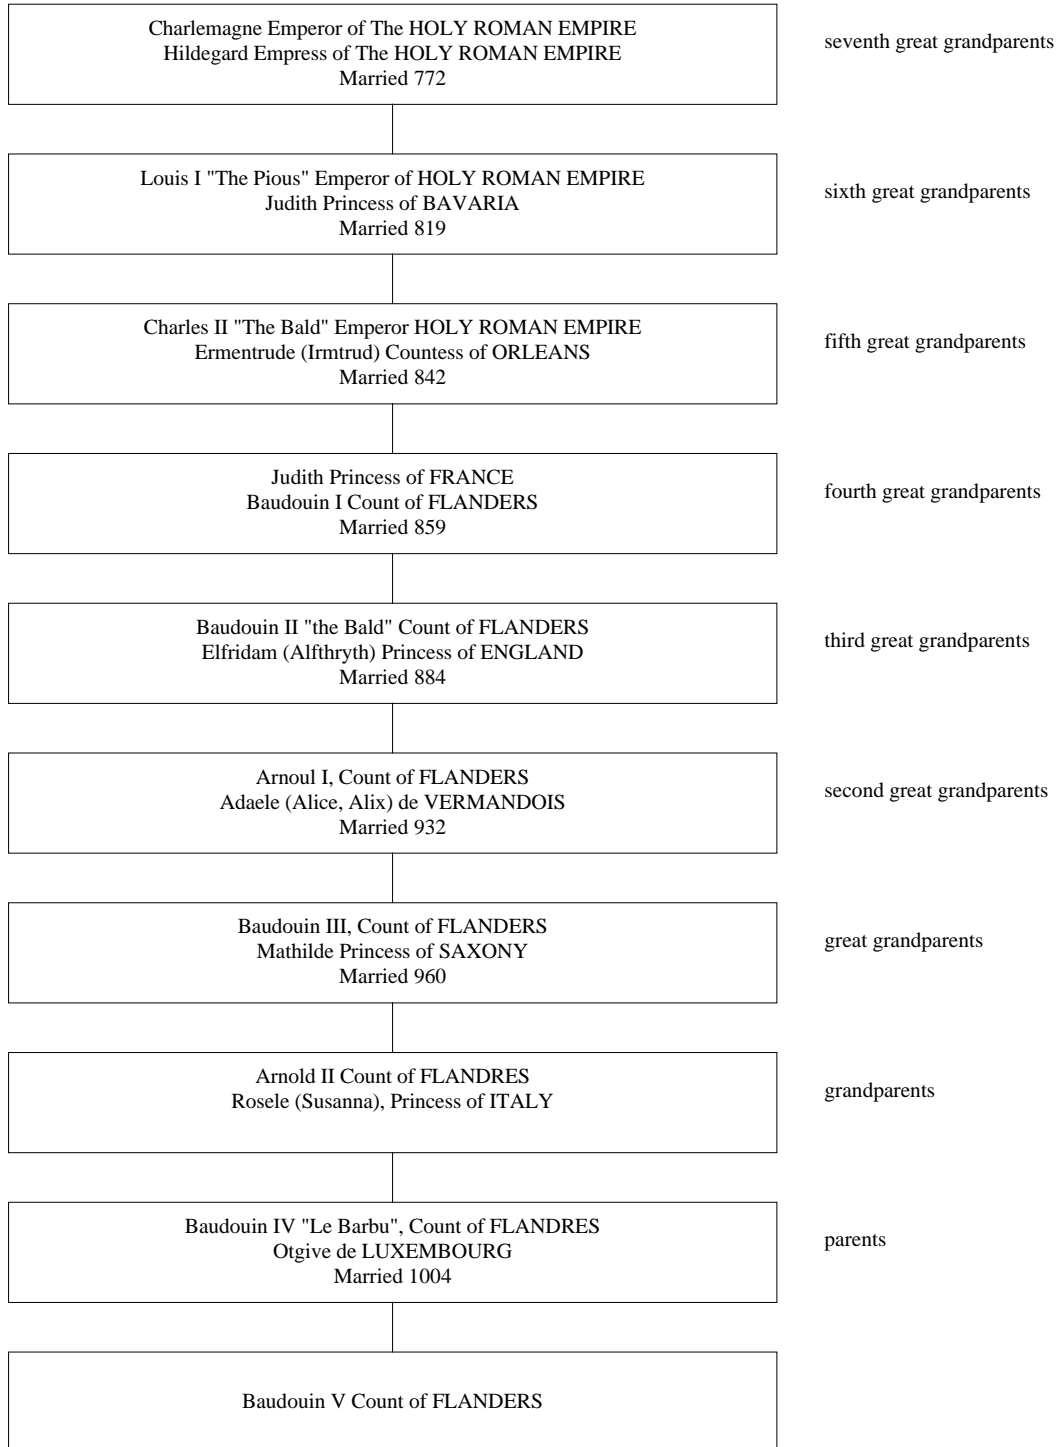 Charlemagne Emperor of The HOLY ROMAN EMPIRE
Hildegard Empress of The HOLY ROMAN EMPIRE
Married 772
seventh great grandparents
Louis I "The Pious" Emperor of HOLY ROMAN EMPIRE
Judith Princess of BAVARIA
Married 819
sixth great grandparents
Charles II "The Bald" Emperor HOLY ROMAN EMPIRE
Ermentrude (Irmtrud) Countess of ORLEANS
Married 842
fifth great grandparents
Judith Princess of FRANCE
Baudouin I Count of FLANDERS
Married 859
fourth great grandparents
Baudouin II "the Bald" Count of FLANDERS
Elfridam (Alfthryth) Princess of ENGLAND
Married 884
third great grandparents
Arnoul I, Count of FLANDERS
Adaele (Alice, Alix) de VERMANDOIS
Married 932
second great grandparents
Baudouin III, Count of FLANDERS
Mathilde Princess of SAXONY
Married 960
great grandparents
Arnold II Count of FLANDRES
Rosele (Susanna), Princess of ITALY
grandparents
Baudouin IV "Le Barbu", Count of FLANDRES
Otgive de LUXEMBOURG
Married 1004
parents
Baudouin V Count of FLANDERS